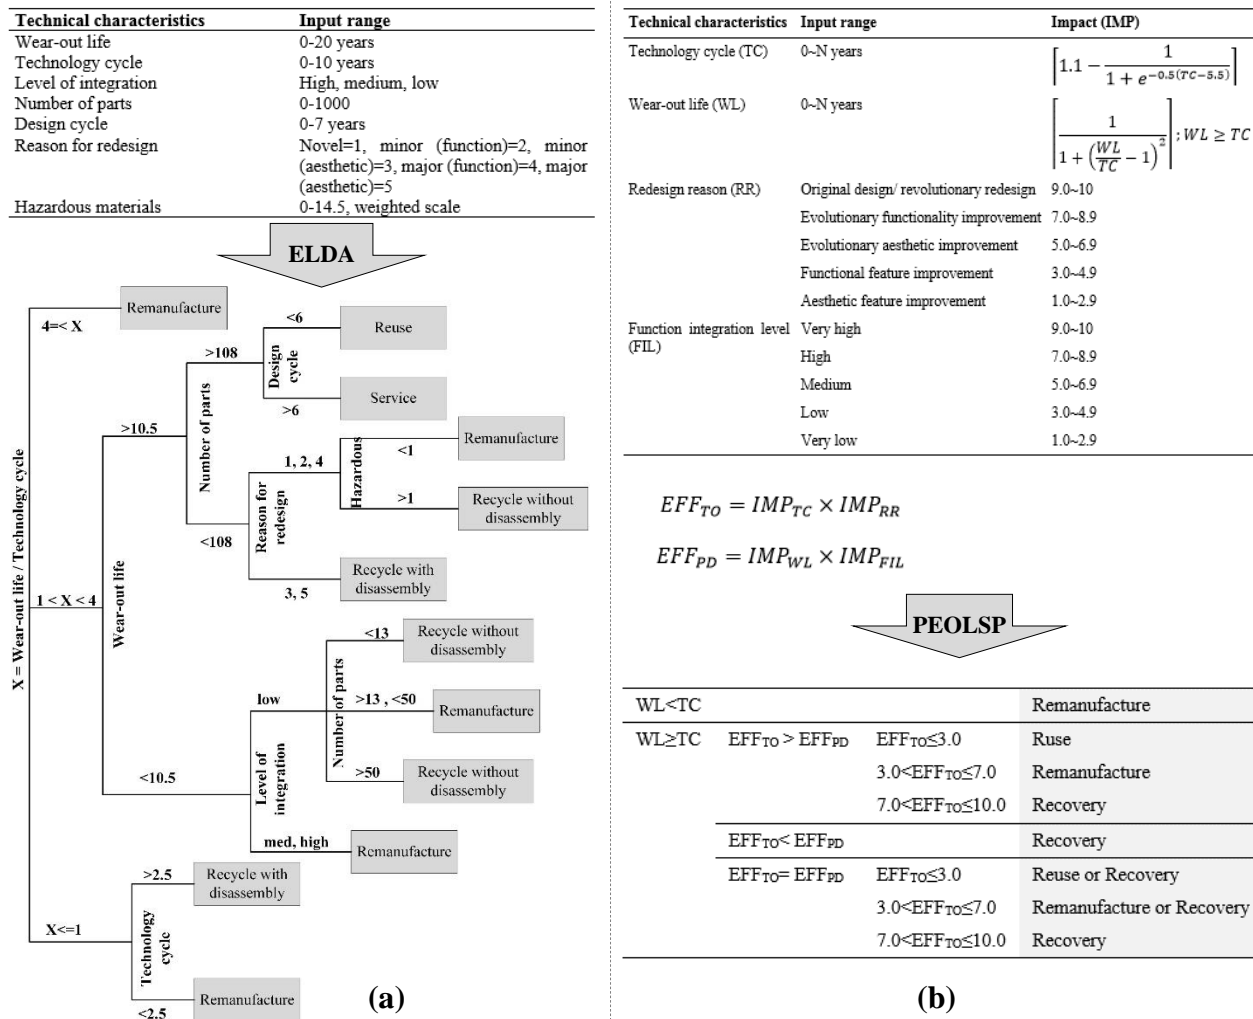 Technical characteristics Input range
Wear-out life 0-20 years
Technology cycle 0-10 years
Level of integration High, medium, low
Number of parts 0-1000
Design cycle 0-7 years
Reason for redesign Novel=1, minor (function)=2, minor
(aesthetic)=3, major (function)=4, major
(aesthetic)=5
Hazardous materials 0-14.5, weighted scale
ELDA
X = Wear-out life / Technology cycle
4=< X
Remanufacture
1 < X < 4
Wear-out life
>10.5
Number of parts
>108
Design
cycle
<6
Reuse
>6
Service
<108
Reason for
redesign
1, 2, 4
Hazardous
<1
Remanufacture
>1
Recycle without
disassembly
3, 5
Recycle with
disassembly
<10.5
Level of
integration
low
Number of parts
<13
Recycle without
disassembly
>13 , <50
Remanufacture
>50
Recycle without
disassembly
med, high
Remanufacture
X<=1
Technology
cycle
>2.5
Recycle with
disassembly
<2.5
Remanufacture
(a)
Technical characteristics Input range Impact (IMP)
Technology cycle (TC) 0~N years ⌈1.1 − 1 / (1 + e^{−0.5(TC−5.5)})⌉
Wear-out life (WL) 0~N years ⌈1 / (1 + (WL/TC − 1)^2)⌉ ; WL ≥ TC
Redesign reason (RR) Original design/ revolutionary redesign 9.0~10
Evolutionary functionality improvement 7.0~8.9
Evolutionary aesthetic improvement 5.0~6.9
Functional feature improvement 3.0~4.9
Aesthetic feature improvement 1.0~2.9
Function integration level Very high 9.0~10
(FIL)
High 7.0~8.9
Medium 5.0~6.9
Low 3.0~4.9
Very low 1.0~2.9
EFF_TO = IMP_TC × IMP_RR
EFF_PD = IMP_WL × IMP_FIL
PEOLSP
WL<TC Remanufacture
WL≥TC EFF_TO > EFF_PD EFF_TO≤3.0 Ruse
3.0<EFF_TO≤7.0 Remanufacture
7.0<EFF_TO≤10.0 Recovery
EFF_TO< EFF_PD Recovery
EFF_TO= EFF_PD EFF_TO≤3.0 Reuse or Recovery
3.0<EFF_TO≤7.0 Remanufacture or Recovery
7.0<EFF_TO≤10.0 Recovery
(b)